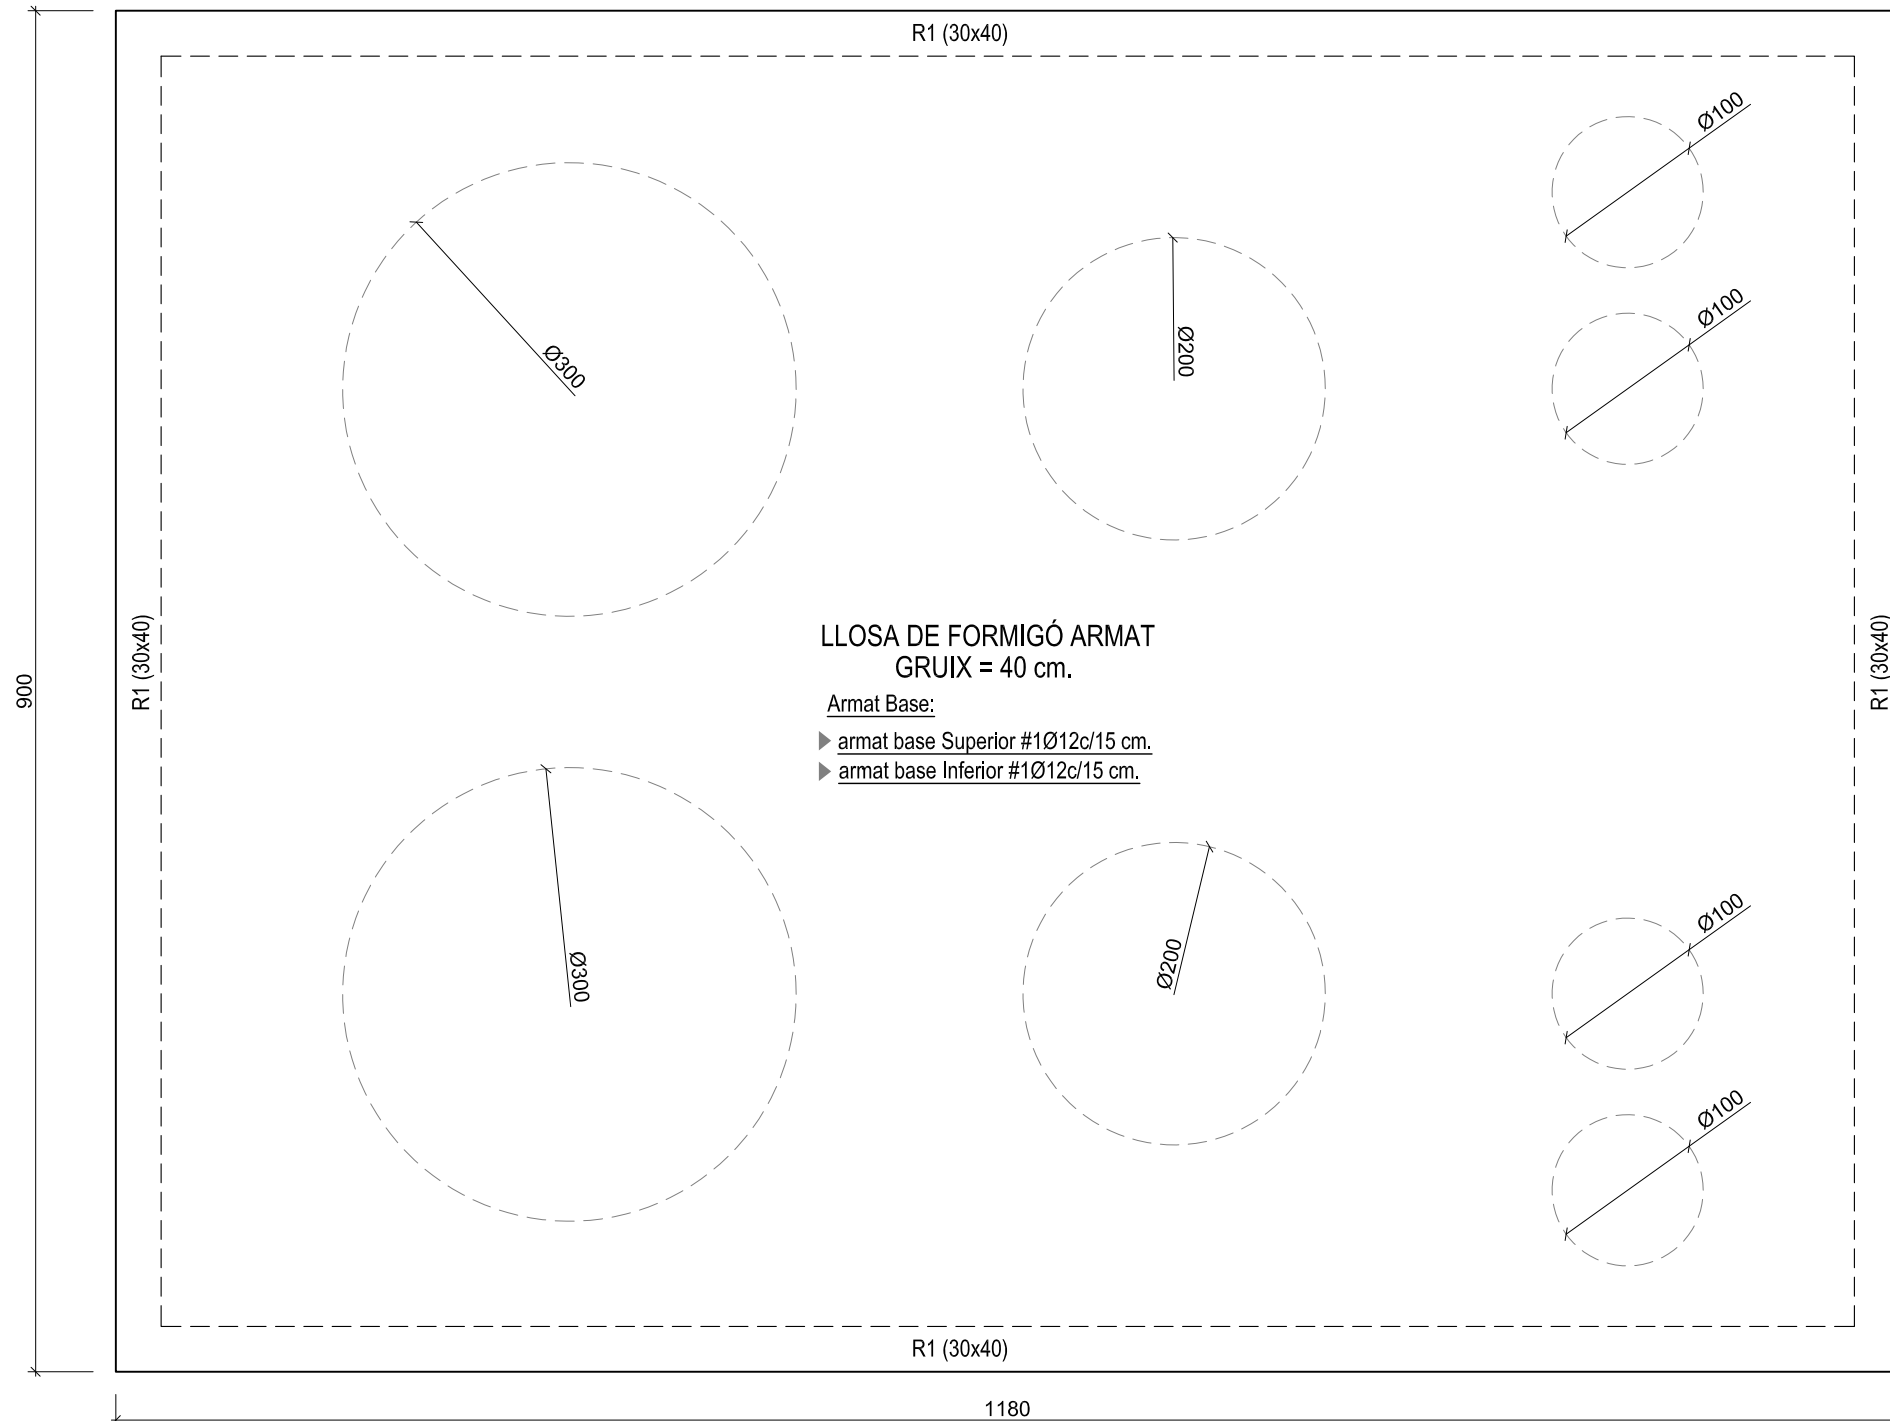 R1 (30x40)
Ø100
Ø100
Ø300
Ø200
LLOSA DE FORMIGÓ ARMAT
GRUIX = 40 cm.
Armat Base:
armat base Superior #1Ø12c/15 cm.
armat base Inferior #1Ø12c/15 cm.
R1 (30x40)
R1 (30x40)
900
Ø100
Ø300
Ø200
Ø100
R1 (30x40)
1180